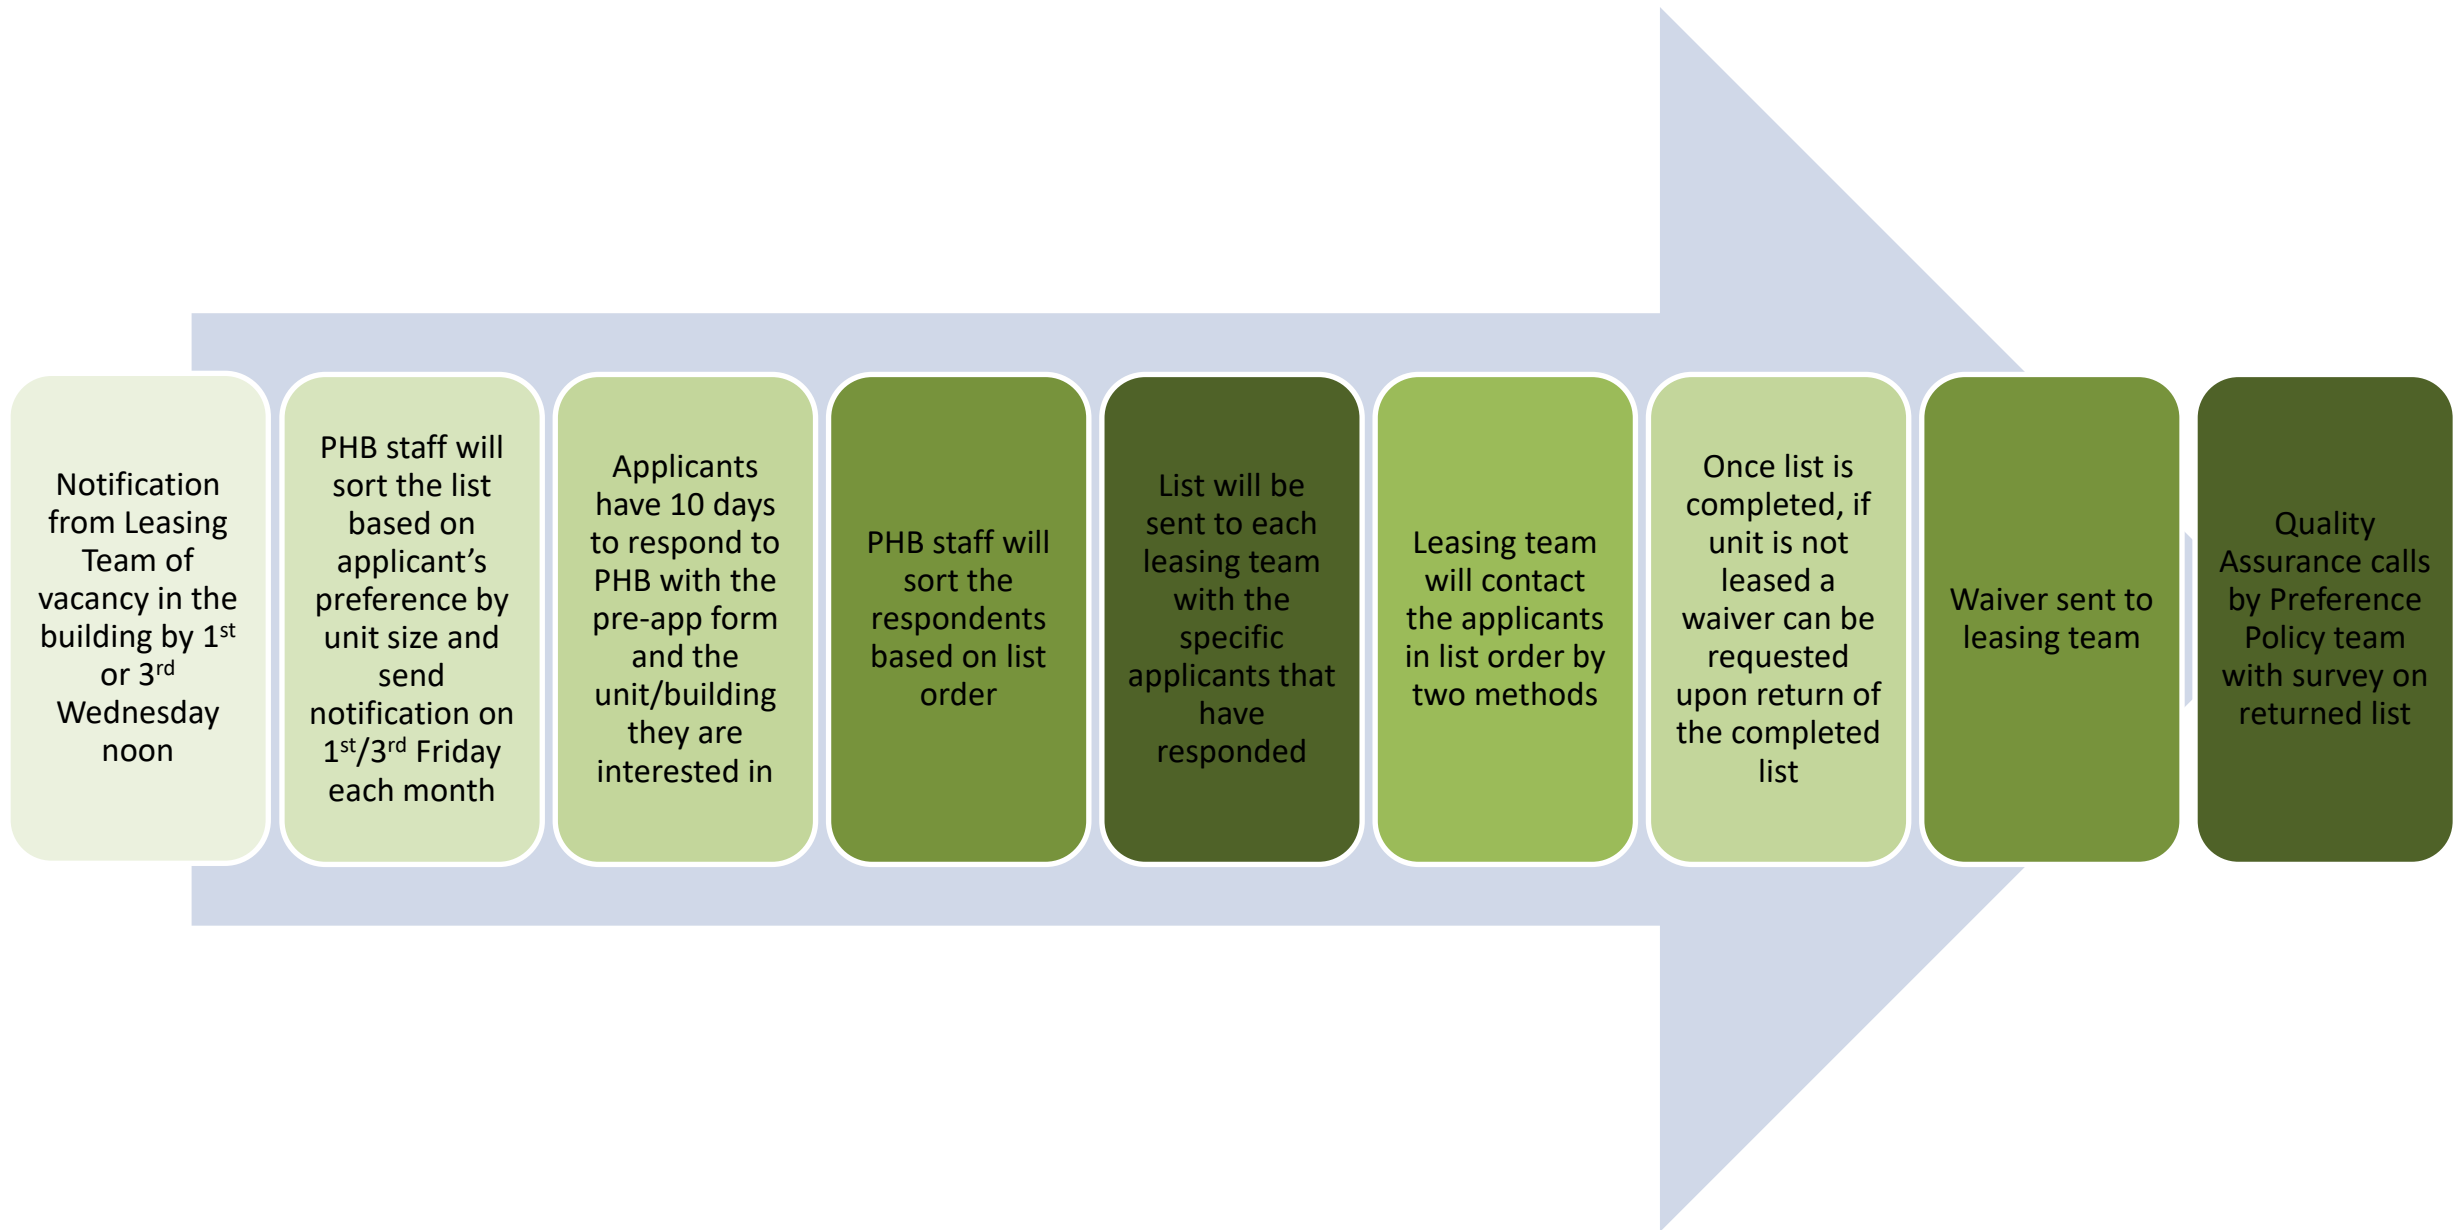 Notification
from Leasing
Team of
vacancy in the
building by 1st
or 3rd
Wednesday
noon
PHB staff will
sort the list
based on
applicant’s
preference by
unit size and
send
notification on
1st/3rd Friday
each month
Applicants
have 10 days
to respond to
PHB with the
pre-app form
and the
unit/building
they are
interested in
PHB staff will
sort the
respondents
based on list
order
List will be
sent to each
leasing team
with the
specific
applicants that
have
responded
Leasing team
will contact
the applicants
in list order by
two methods
Once list is
completed, if
unit is not
leased a
waiver can be
requested
upon return of
the completed
list
Waiver sent to
leasing team
Quality
Assurance calls
by Preference
Policy team
with survey on
returned list